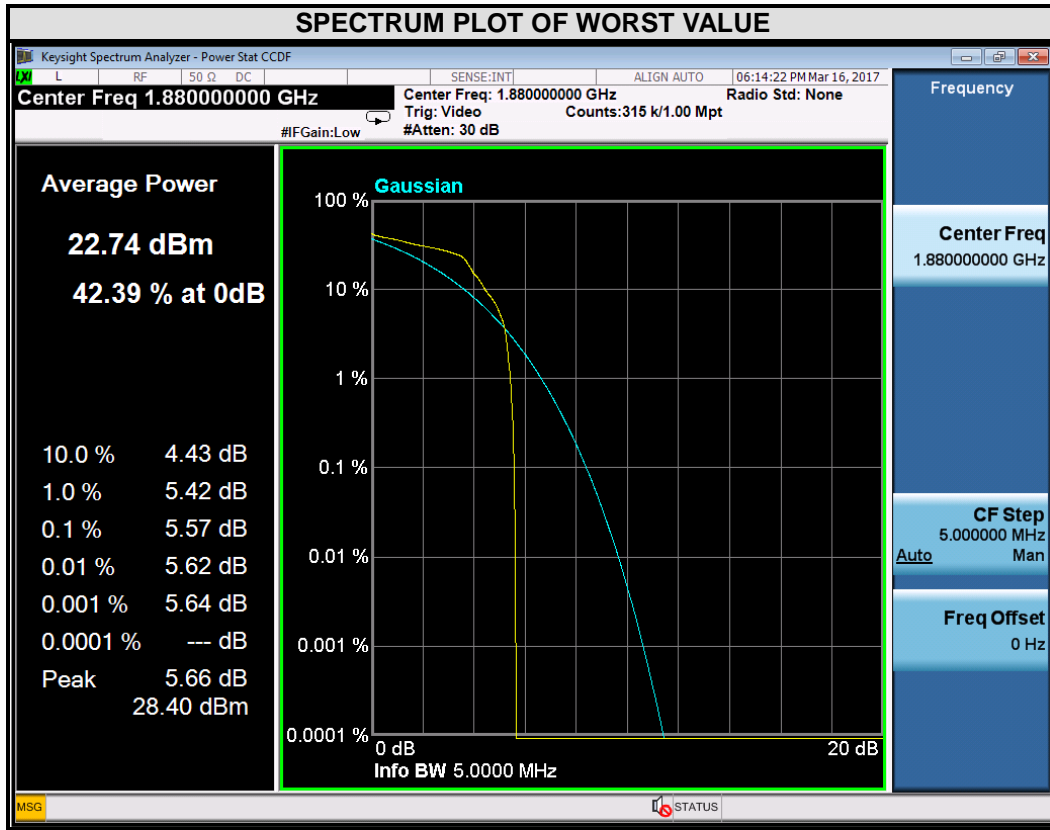 SPECTRUM PLOT OF WORST VALUE
Keysight Spectrum Analyzer - Power Stat CCDF
LXI L RF 50 Ω DC SENSE:INT ALIGN AUTO 06:14:22 PM Mar 16, 2017
Center Freq 1.880000000 GHz
Center Freq: 1.880000000 GHz Radio Std: None
Trig: Video Counts:315 k/1.00 Mpt
#IFGain:Low #Atten: 30 dB
Average Power
22.74 dBm
42.39 % at 0dB
10.0 % 4.43 dB
1.0 % 5.42 dB
0.1 % 5.57 dB
0.01 % 5.62 dB
0.001 % 5.64 dB
0.0001 % --- dB
Peak 5.66 dB
28.40 dBm
Gaussian
100 %
10 %
1 %
0.1 %
0.01 %
0.001 %
0.0001 %
0 dB 20 dB
Info BW 5.0000 MHz
Frequency
Center Freq
1.880000000 GHz
CF Step
5.000000 MHz
Auto Man
Freq Offset
0 Hz
MSG STATUS